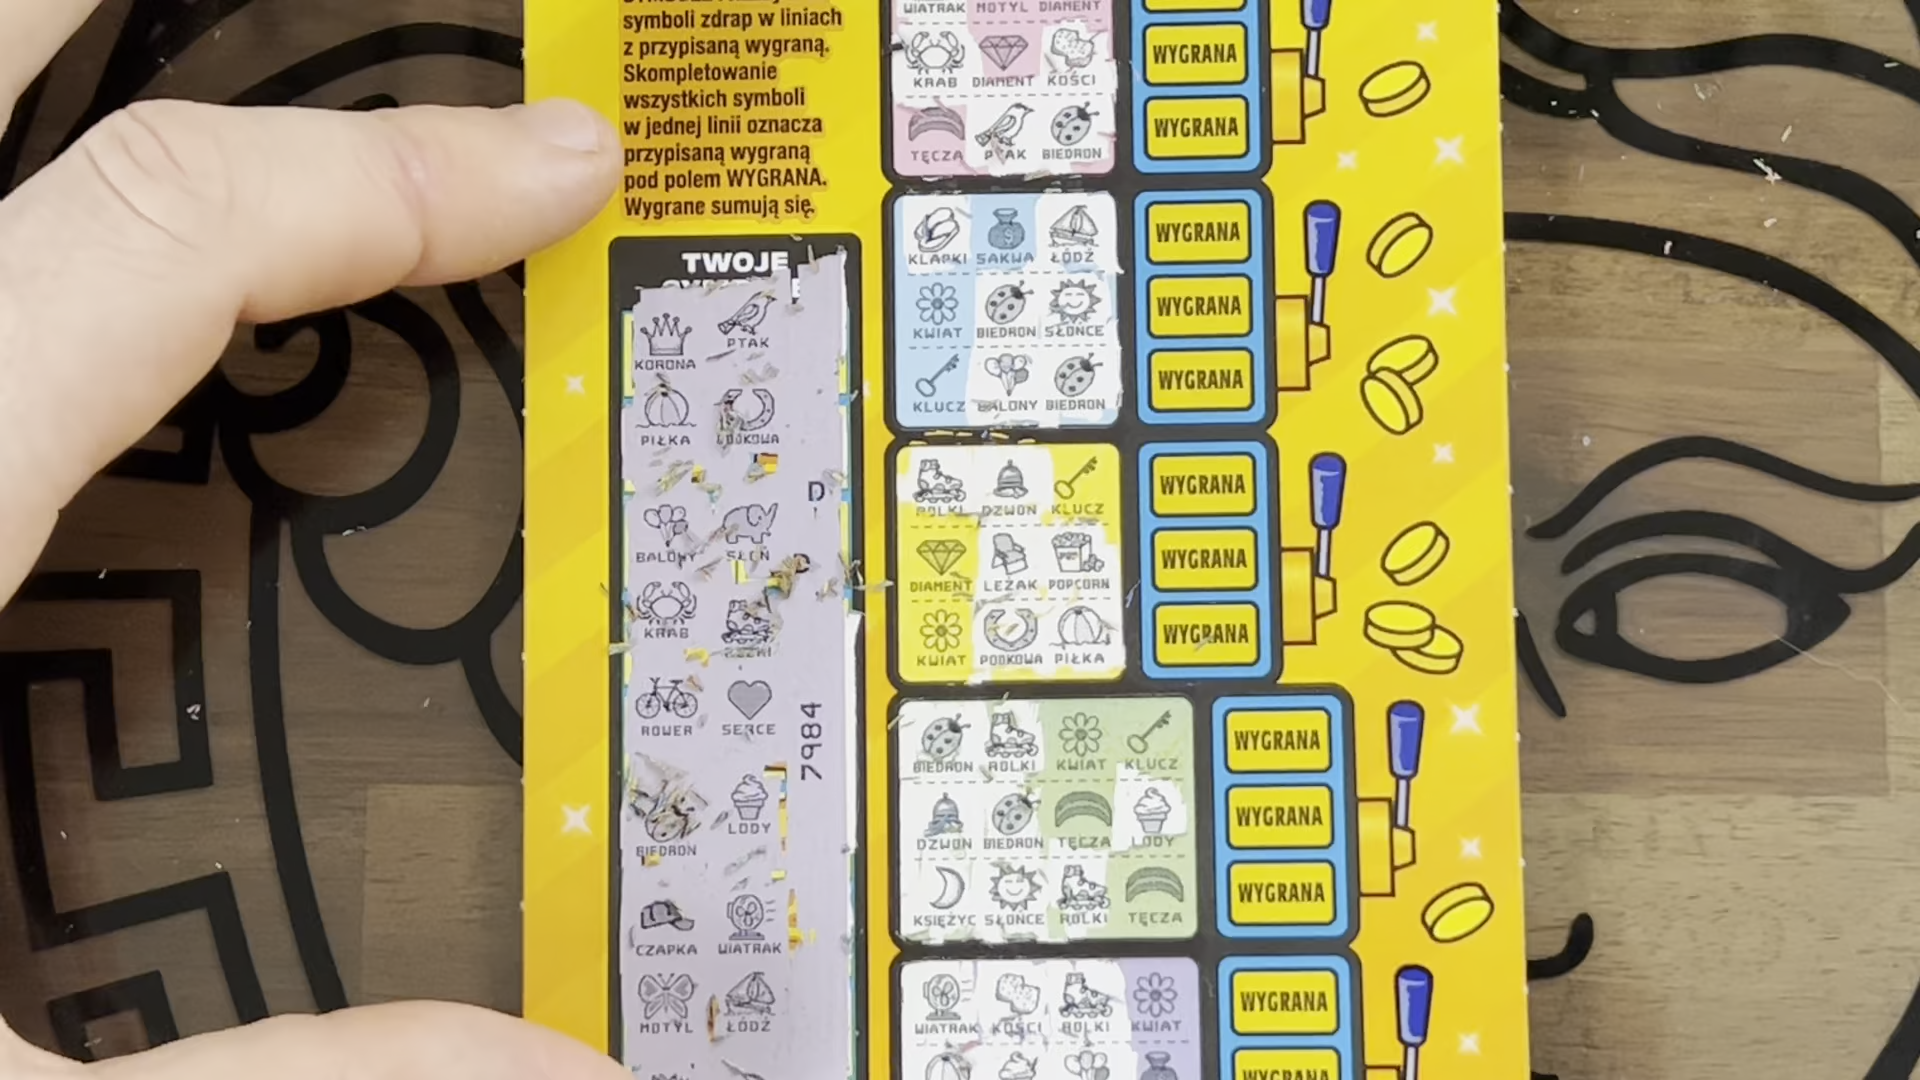 symboli zdrap w liniach
z przypisaną wygraną.
Skompletowanie
wszystkich symboli
w jednej linii oznacza
przypisaną wygraną
pod polem WYGRANA.
Wygrane sumują się.
TWOJE
KORONA PTAK
PIŁKA PODKOWA
D
BALONY SŁOŃ
KRAB ROLKI
ROWER SERCE
7984
BIEDRON LODY
CZAPKA WIATRAK
MOTYL ŁÓDŹ
WIATRAK MOTYL DIAMENT
KRAB DIAMENT KOŚCI
WYGRANA
TĘCZA PTAK BIEDRON
WYGRANA
KLAPKI SAKWA ŁÓDŹ
WYGRANA
KWIAT BIEDRON SŁOŃCE
WYGRANA
KLUCZ BALONY BIEDRON
WYGRANA
ROLKI DZWON KLUCZ
WYGRANA
DIAMENT LEŻAK POPCORN
WYGRANA
KWIAT PODKOWA PIŁKA
WYGRANA
BIEDRON ROLKI KWIAT KLUCZ
WYGRANA
DZWON BIEDRON TĘCZA LODY
WYGRANA
KSIĘŻYC SŁOŃCE ROLKI TĘCZA
WYGRANA
WIATRAK KOŚCI ROLKI KWIAT
WYGRANA
WYGRANA